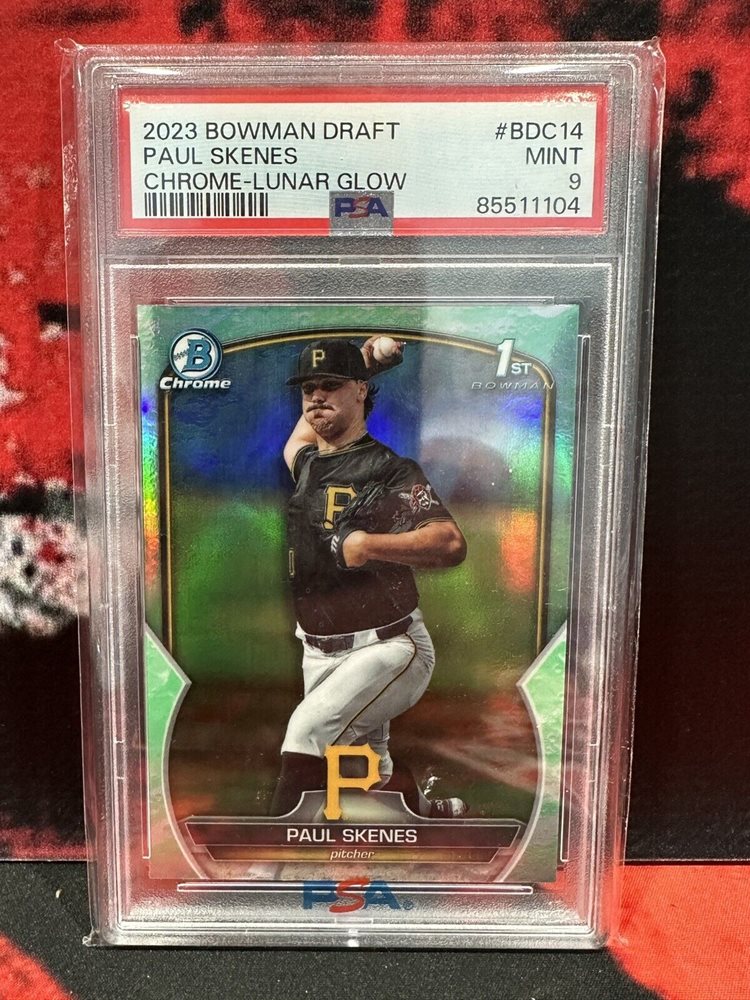 2023 BOWMAN DRAFT #BDC14
PAUL SKENES MINT
CHROME-LUNAR GLOW 9
PSA 85511104
B
Chrome
1ST
BOWMAN
P
P
P
PAUL SKENES
pitcher
PSA